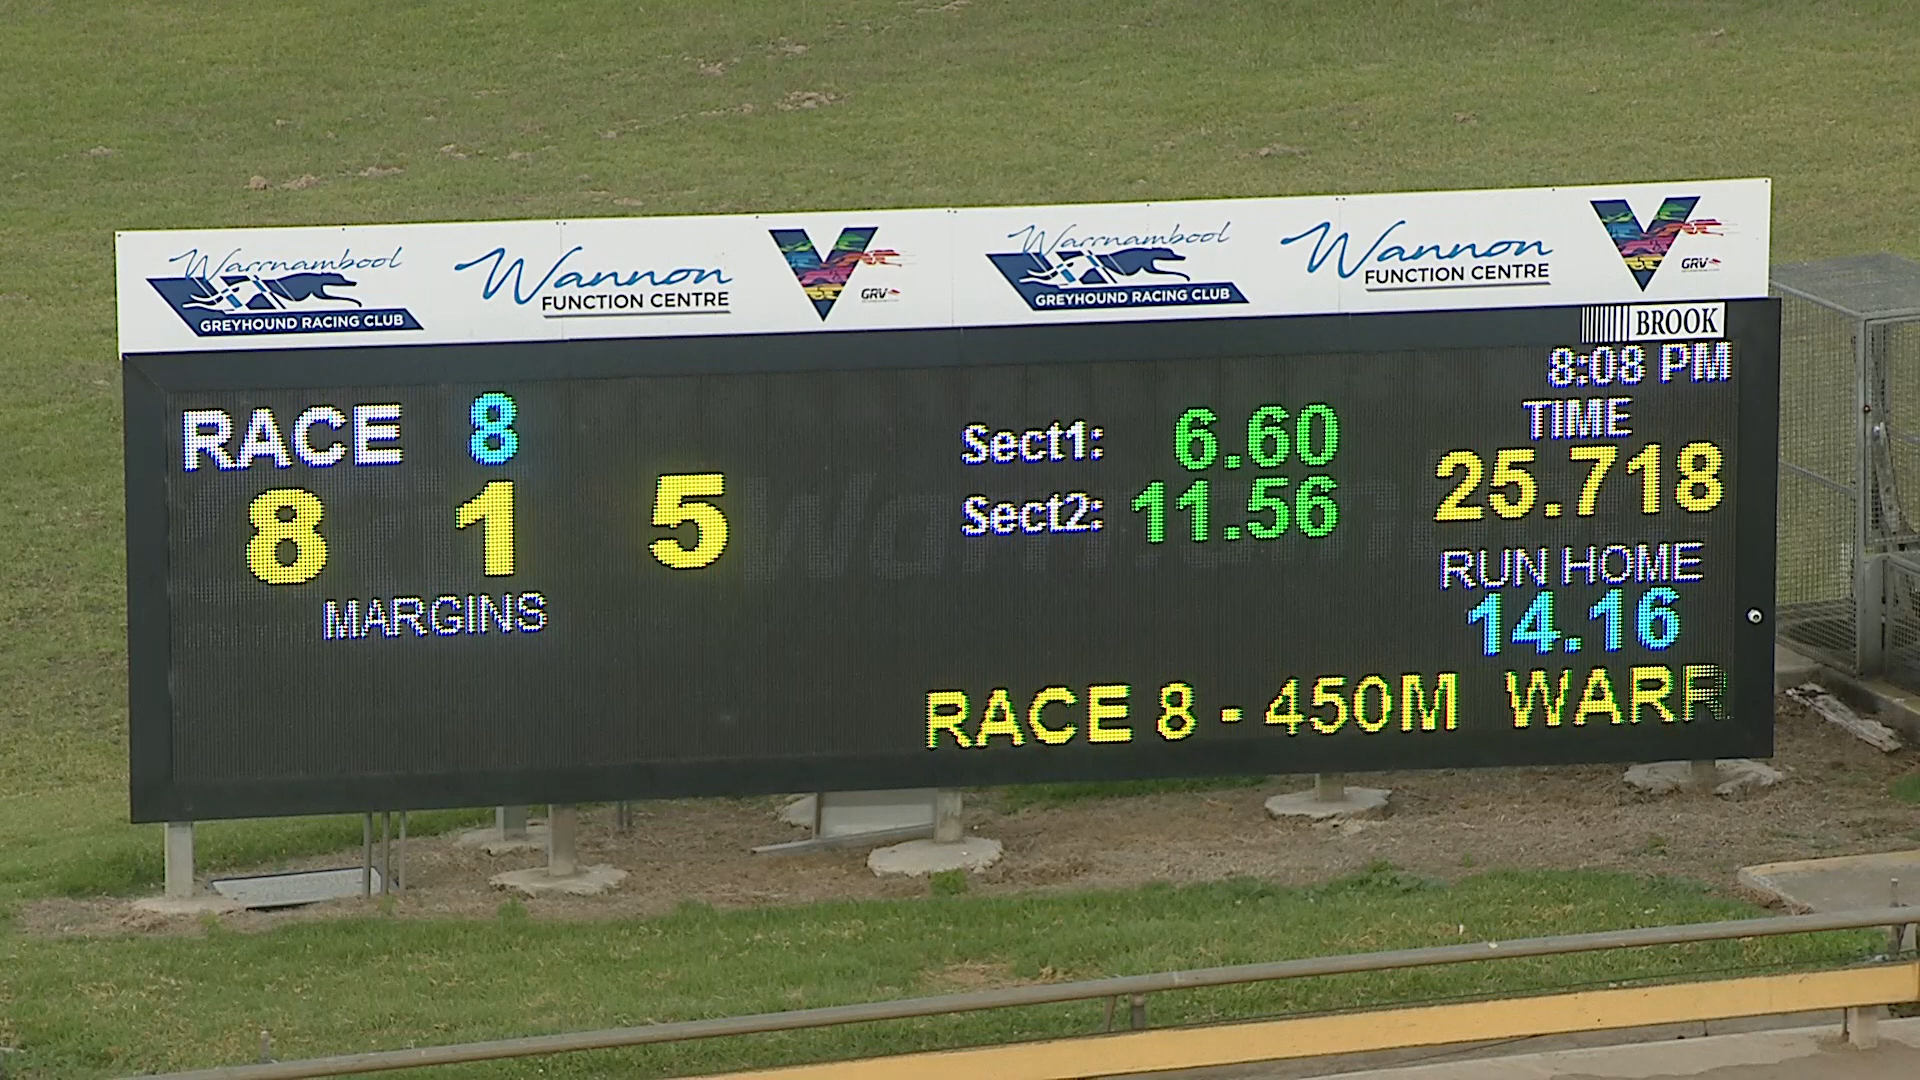 Warrnambool
GREYHOUND RACING CLUB
Wannon
FUNCTION CENTRE
V
GRV
Warrnambool
GREYHOUND RACING CLUB
Wannon
FUNCTION CENTRE
V
GRV
BROOK
8:08 PM
RACE 8
8 1 5
MARGINS
Sect1: 6.60
Sect2: 11.56
TIME
25.718
RUN HOME
14.16
RACE 8 - 450M WARR